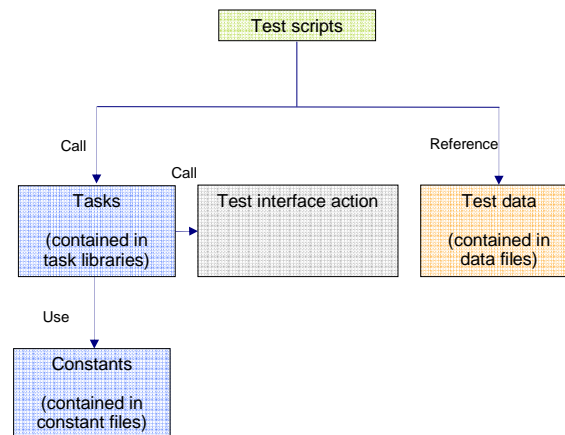 Test scripts
Call
Reference
Call
Tasks
(contained in
task libraries)
Test interface action
Test data
(contained in
data files)
Use
Constants
(contained in
constant files)